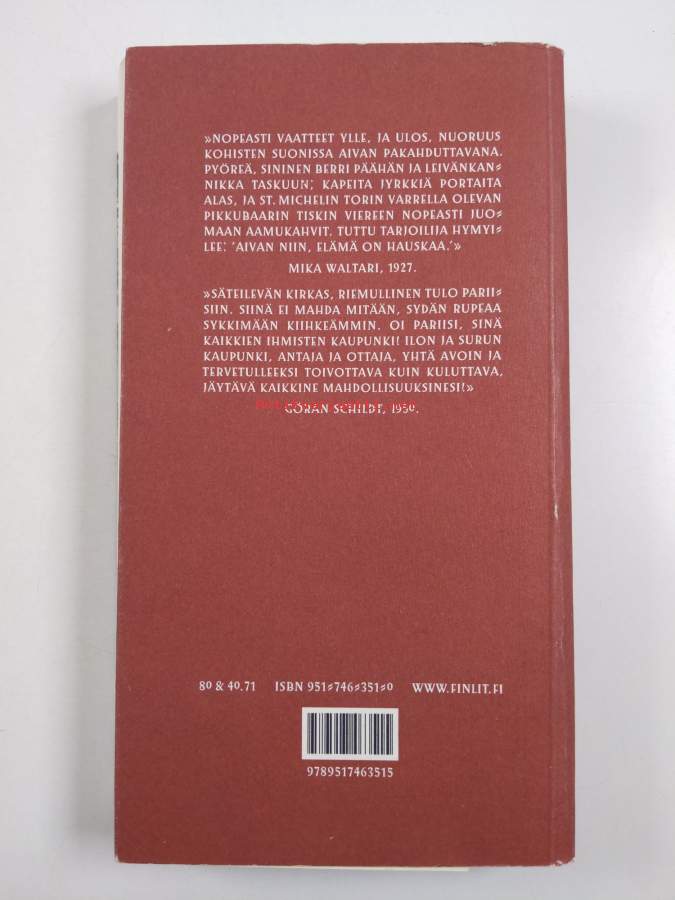 »NOPEASTI VAATTEET YLLE, JA ULOS, NUORUUS
KOHISTEN SUONISSA AIVAN PAKAHDUTTAVANA.
PYÖREÄ, SININEN BERRI PÄÄHÄN JA LEIVÄNKAN=
NIKKA TASKUUN; KAPEITA JYRKKIÄ PORTAITA
ALAS, JA ST. MICHELIN TORIN VARRELLA OLEVAN
PIKKUBAARIN TISKIN VIEREEN NOPEASTI JUO=
MAAN AAMUKAHVIT, TUTTU TARJOILIJA HYMYI=
LEE: 'AIVAN NIIN, ELÄMÄ ON HAUSKAA.'»
MIKA WALTARI, 1927.
»SÄTEILEVÄN KIRKAS, RIEMULLINEN TULO PARII=
SIIN. SIINÄ EI MAHDA MITÄÄN, SYDÄN RUPEAA
SYKKIMÄÄN KIIHKEÄMMIN. OI PARIISI, SINÄ
KAIKKIEN IHMISTEN KAUPUNKI! ILON JA SURUN
KAUPUNKI, ANTAJA JA OTTAJA, YHTÄ AVOIN JA
TERVETULLEEKSI TOIVOTTAVA KUIN KULUTTAVA,
JÄYTÄVÄ KAIKKINE MAHDOLLISUUKSINESI!»
GÖRAN SCHILDT, 1950.
80 & 40.71 ISBN 951=746=351=0 WWW.FINLIT.FI
9789517463515